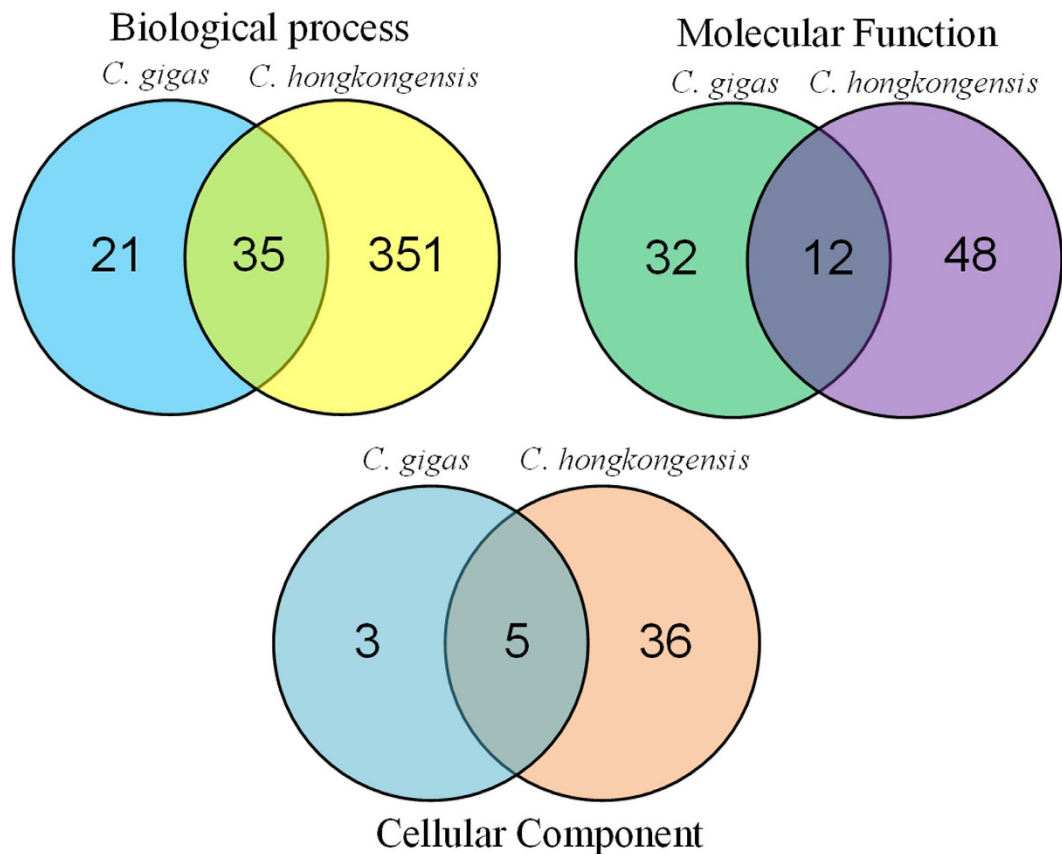 Biological process
C. gigas C. hongkongensis
21 35 351
Molecular Function
C. gigas C. hongkongensis
32 12 48
C. gigas C. hongkongensis
3 5 36
Cellular Component